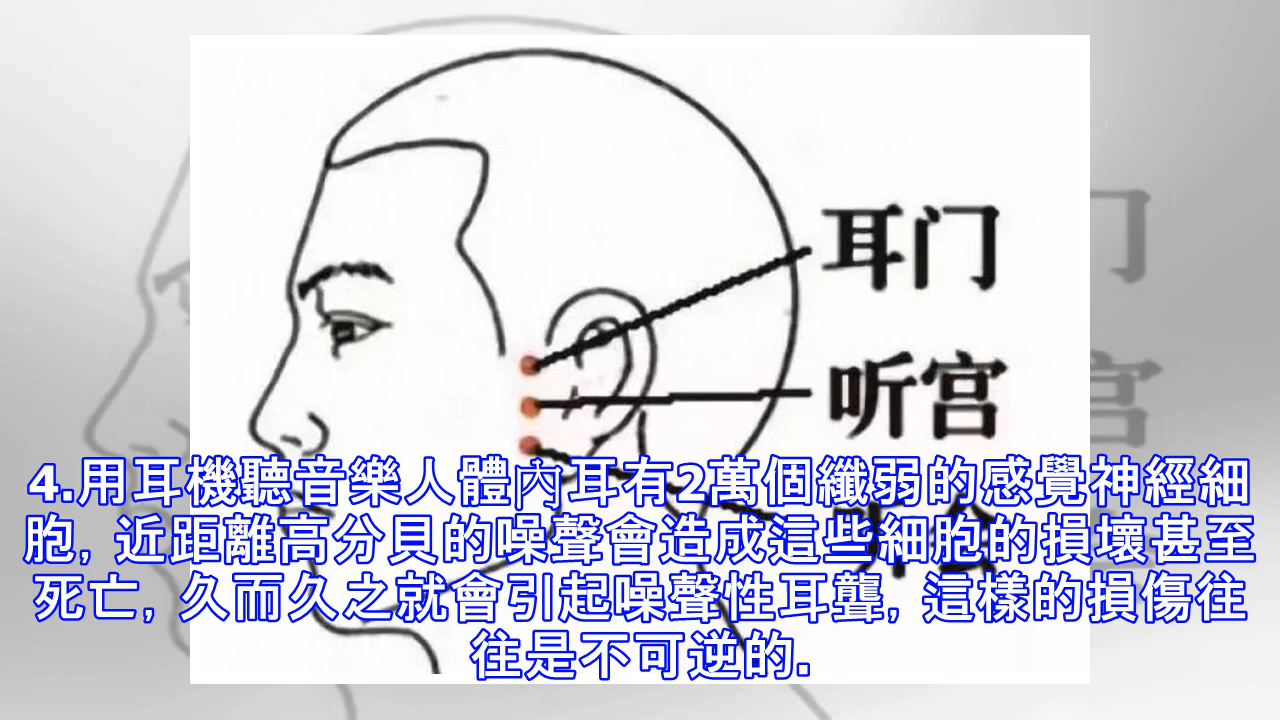 耳门
听宫
听会
4.用耳機聽音樂人體內耳有2萬個纖弱的感覺神經細
胞, 近距離高分貝的噪聲會造成這些細胞的損壞甚至
死亡, 久而久之就會引起噪聲性耳聾, 這樣的損傷往
往是不可逆的.